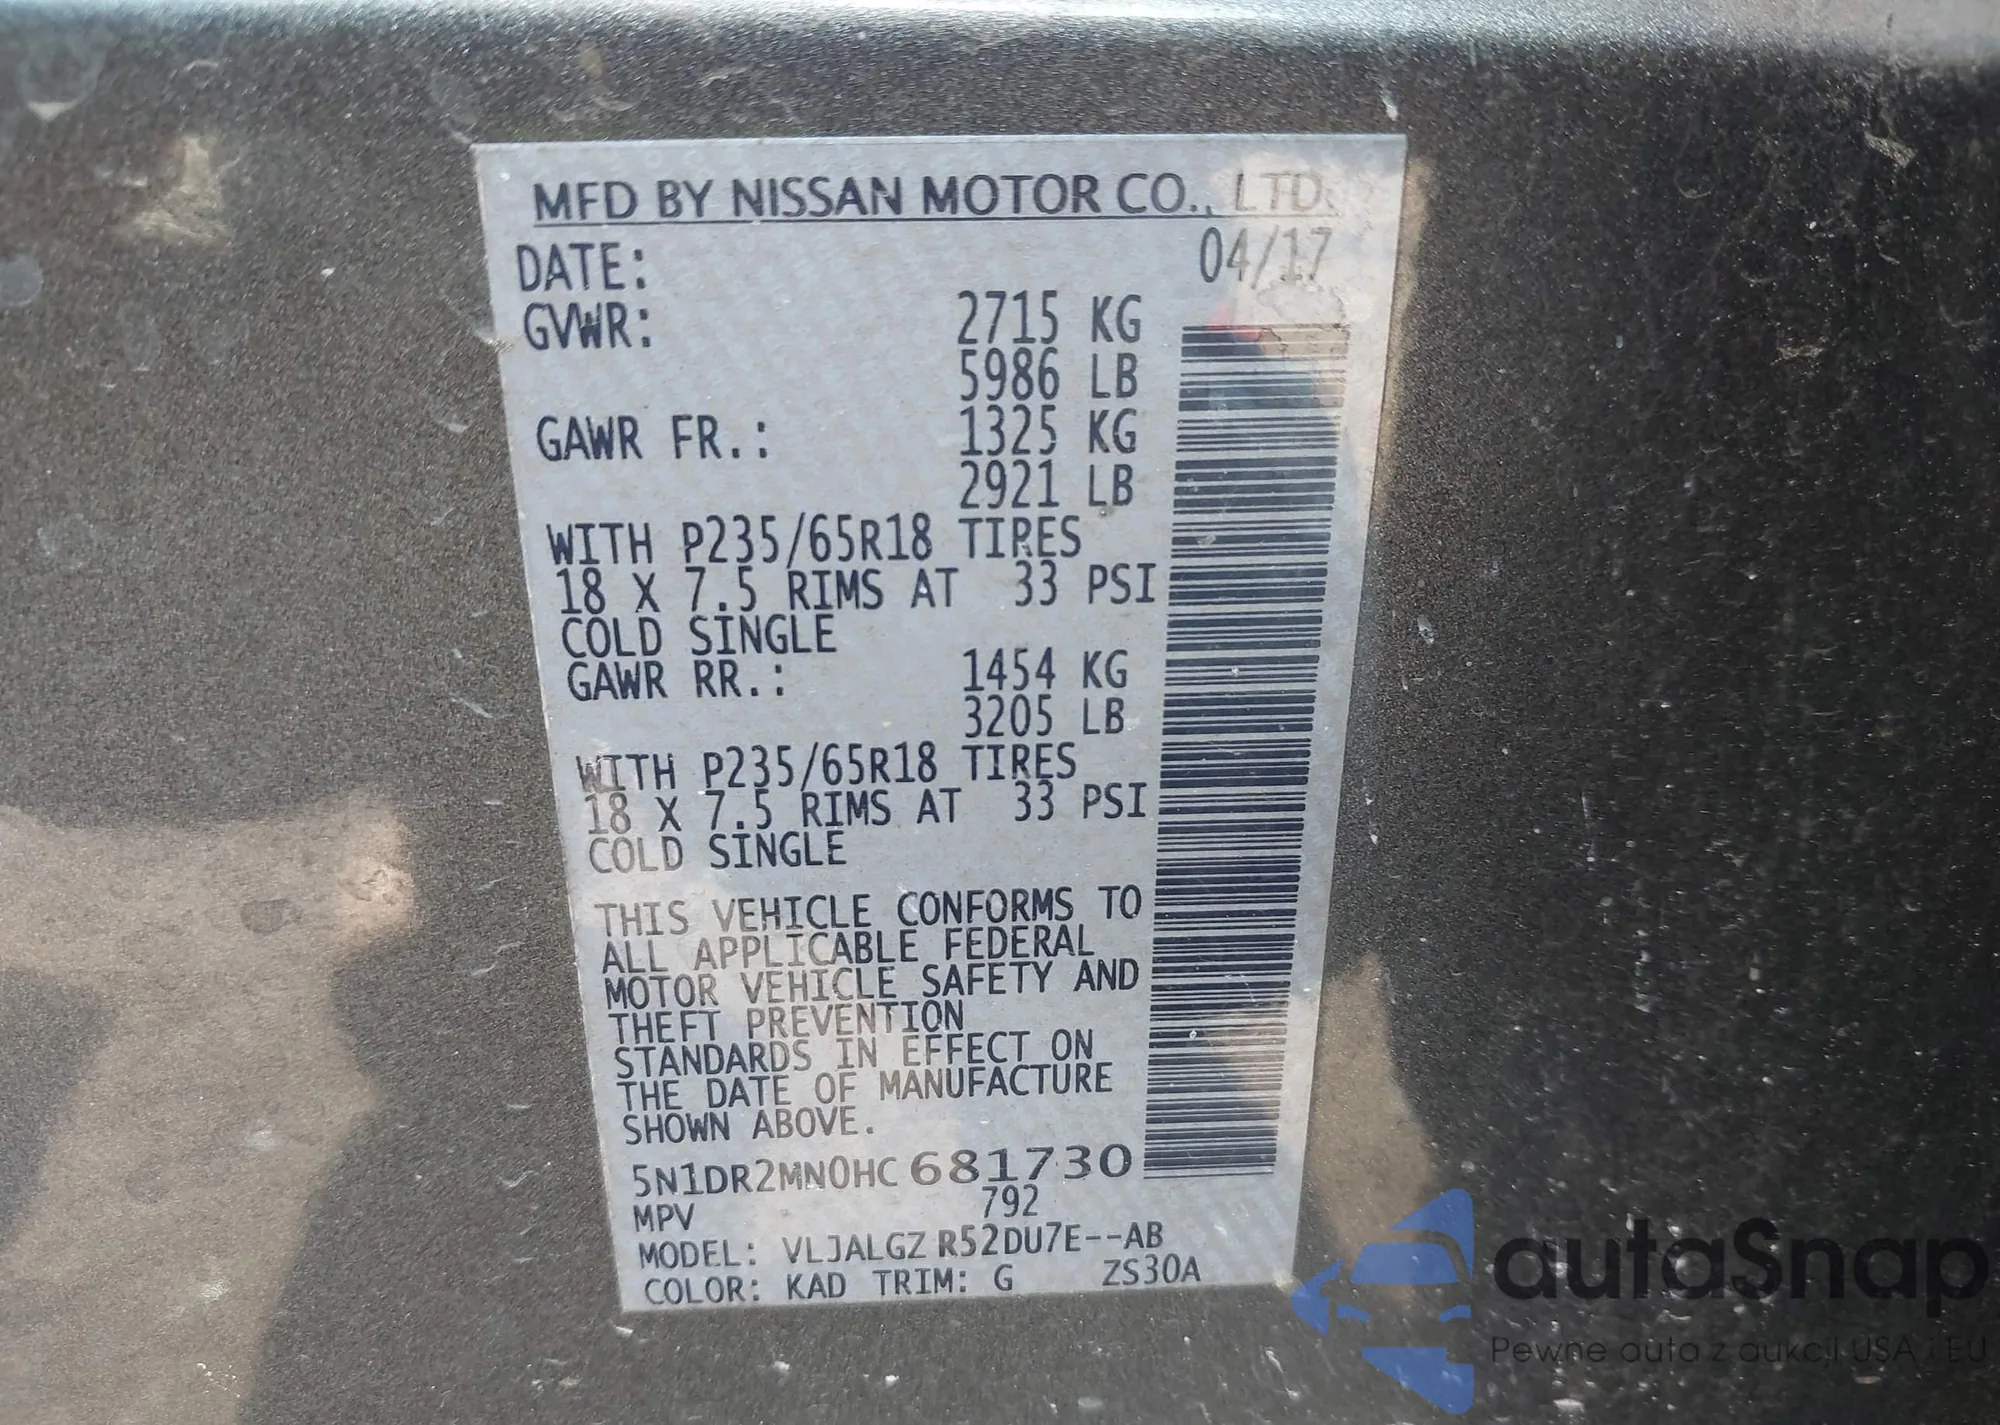 MFD BY NISSAN MOTOR CO., LTD.
DATE: 04/17
GVWR: 2715 KG
5986 LB
GAWR FR.: 1325 KG
2921 LB
WITH P235/65R18 TIRES
18 X 7.5 RIMS AT 33 PSI
COLD SINGLE
GAWR RR.: 1454 KG
3205 LB
WITH P235/65R18 TIRES
18 X 7.5 RIMS AT 33 PSI
COLD SINGLE
THIS VEHICLE CONFORMS TO
ALL APPLICABLE FEDERAL
MOTOR VEHICLE SAFETY AND
THEFT PREVENTION
STANDARDS IN EFFECT ON
THE DATE OF MANUFACTURE
SHOWN ABOVE.
5N1DR2MN0HC681730
MPV 792
MODEL: VLJALGZ R52DU7E--AB
COLOR: KAD TRIM: G ZS30A
autaSnap
Pewne auta z aukcji USA i EU